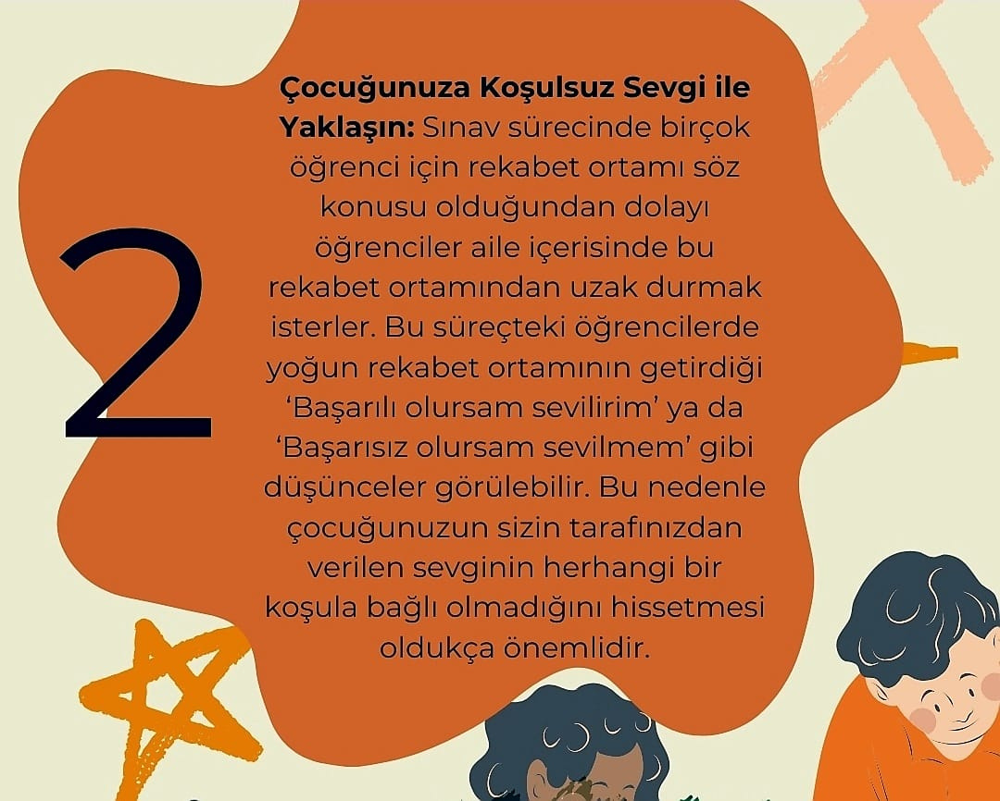 2
Çocuğunuza Koşulsuz Sevgi ile
Yaklaşın: Sınav sürecinde birçok
öğrenci için rekabet ortamı söz
konusu olduğundan dolayı
öğrenciler aile içerisinde bu
rekabet ortamından uzak durmak
isterler. Bu süreçteki öğrencilerde
yoğun rekabet ortamının getirdiği
‘Başarılı olursam sevilirim’ ya da
‘Başarısız olursam sevilmem’ gibi
düşünceler görülebilir. Bu nedenle
çocuğunuzun sizin tarafınızdan
verilen sevginin herhangi bir
koşula bağlı olmadığını hissetmesi
oldukça önemlidir.